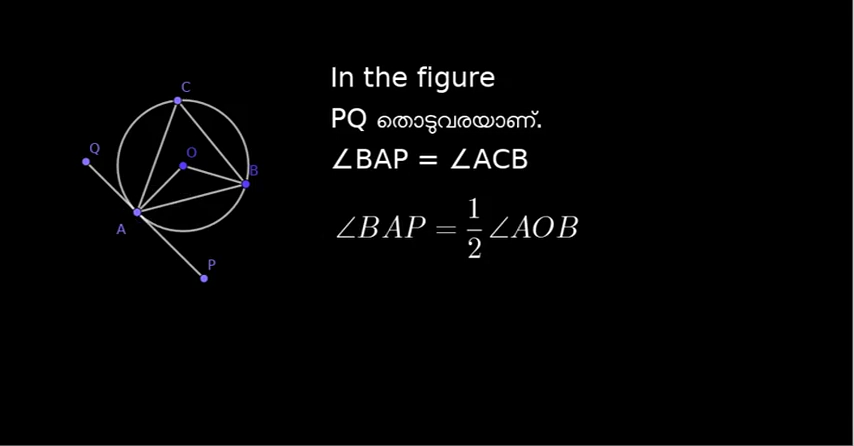 In the figure
PQ തൊടുവരയാണ്.
∠BAP = ∠ACB
∠BAP = 1/2 ∠AOB
C
Q
O
B
A
P